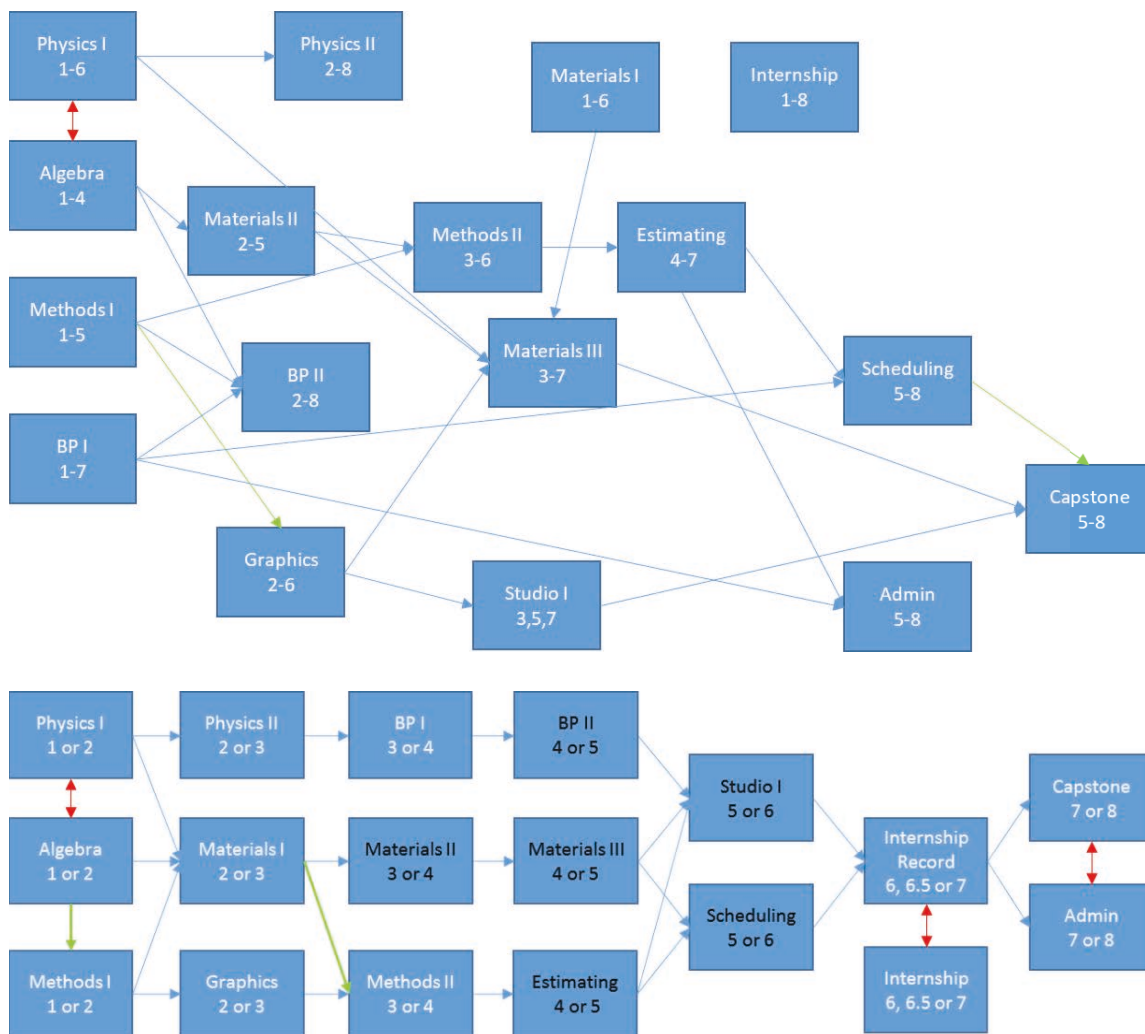 Physics I
1-6
Physics II
2-8
Materials I
1-6
Internship
1-8
Algebra
1-4
Materials II
2-5
Methods II
3-6
Estimating
4-7
Methods I
1-5
BP II
2-8
Materials III
3-7
Scheduling
5-8
BP I
1-7
Capstone
5-8
Graphics
2-6
Studio I
3,5,7
Admin
5-8
Physics I
1 or 2
Physics II
2 or 3
BP I
3 or 4
BP II
4 or 5
Studio I
5 or 6
Capstone
7 or 8
Algebra
1 or 2
Materials I
2 or 3
Materials II
3 or 4
Materials III
4 or 5
Internship
Record
6, 6.5 or 7
Scheduling
5 or 6
Admin
7 or 8
Methods I
1 or 2
Graphics
2 or 3
Methods II
3 or 4
Estimating
4 or 5
Internship
6, 6.5 or 7